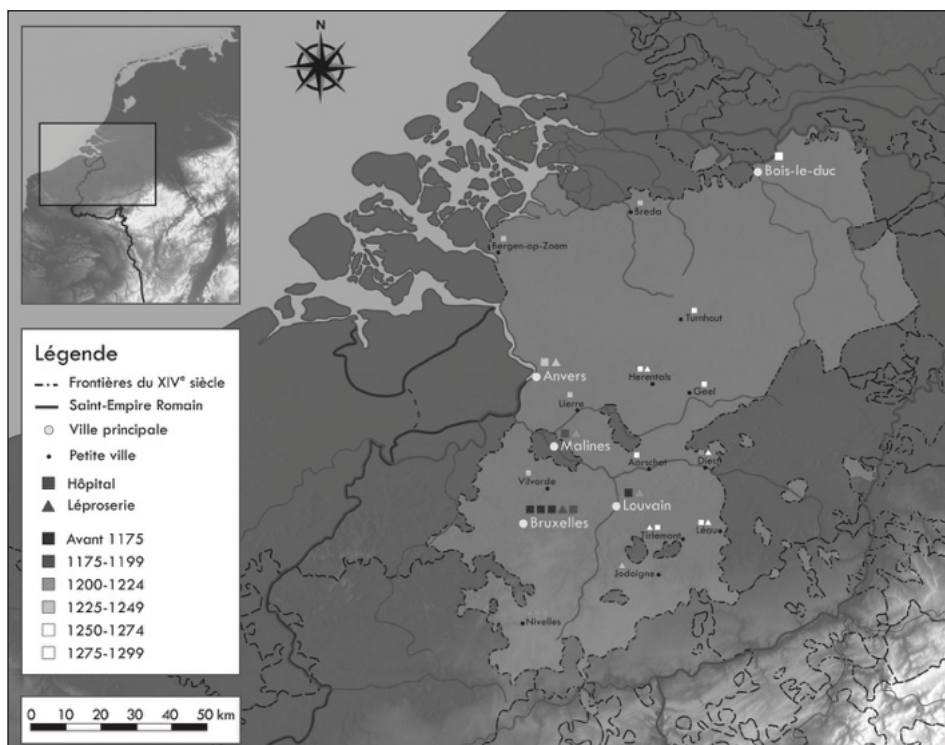 N
Légende
Frontières du XIVe siècle
Saint-Empire Romain
Ville principale
Petite ville
Hôpital
Léproserie
Avant 1175
1175-1199
1200-1224
1225-1249
1250-1274
1275-1299
0 10 20 30 40 50 km
Bois-le-duc
Breda
Bergen-op-Zoom
Turnhout
Anvers
Herentals
Geel
Lierre
Malines
Aarschot
Diest
Vilvorde
Louvain
Bruxelles
Tirlemont
Léau
Jodoigne
Nivelles